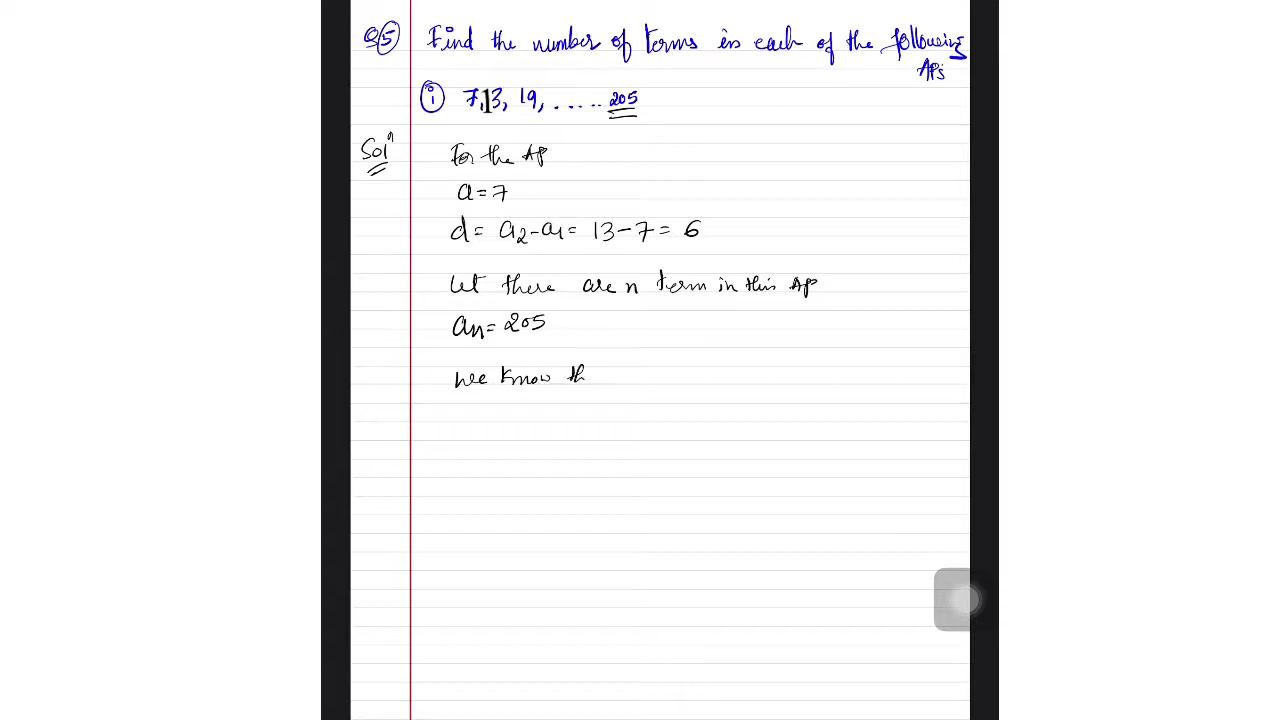 Q5 Find the number of terms in each of the following
APs
i 7, 13, 19, ..... 205
Solⁿ
For the AP
a = 7
d = a₂ - a₁ = 13 - 7 = 6
Let there are n term in this AP
an = 205
we know th